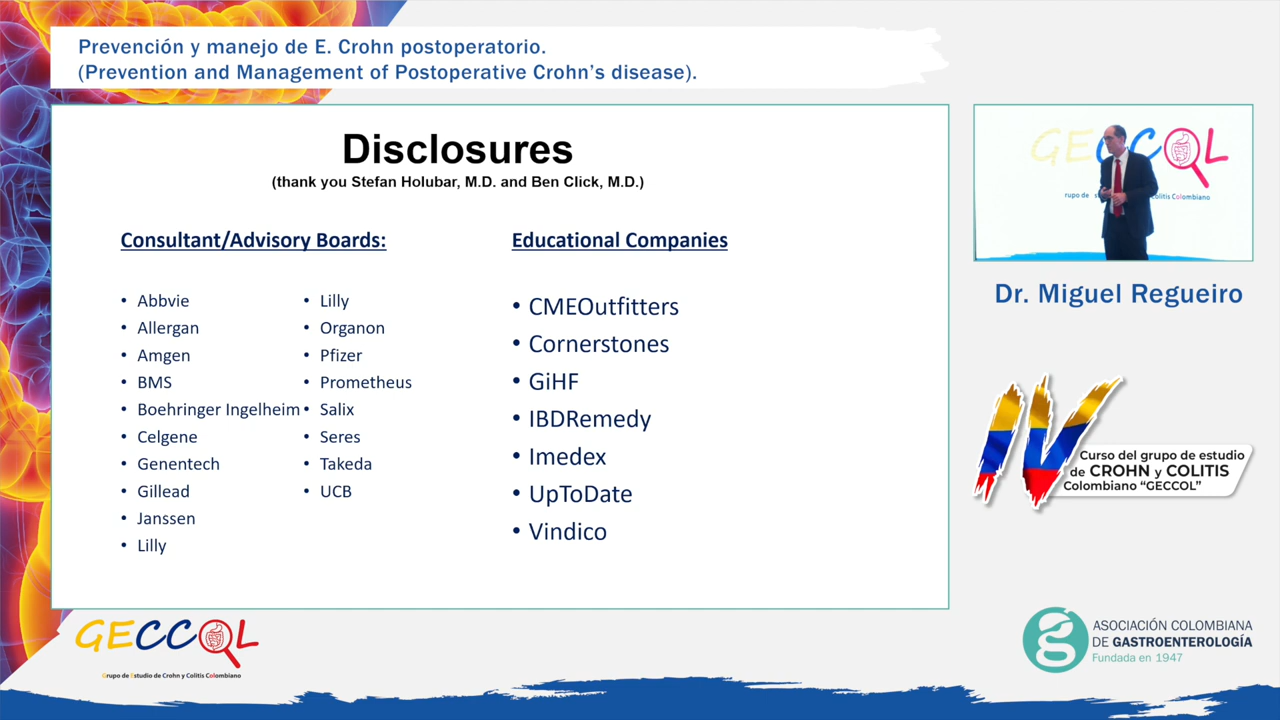 Prevención y manejo de E. Crohn postoperatorio.
(Prevention and Management of Postoperative Crohn's disease).
Disclosures
(thank you Stefan Holubar, M.D. and Ben Click, M.D.)
Consultant/Advisory Boards:
• Abbvie
• Allergan
• Amgen
• BMS
• Boehringer Ingelheim
• Celgene
• Genentech
• Gillead
• Janssen
• Lilly
• Lilly
• Organon
• Pfizer
• Prometheus
• Salix
• Seres
• Takeda
• UCB
Educational Companies
• CMEOutfitters
• Cornerstones
• GiHF
• IBDRemedy
• Imedex
• UpToDate
• Vindico
GECCOL
rupo de
colitis Colombiano
Dr. Miguel Regueiro
IV
Curso del grupo de estudio
de CROHN y COLITIS
Colombiano "GECCOL"
GECCOL
Grupo de Estudio de Crohn y Colitis Colombiano
ASOCIACIÓN COLOMBIANA
DE GASTROENTEROLOGÍA
Fundada en 1947